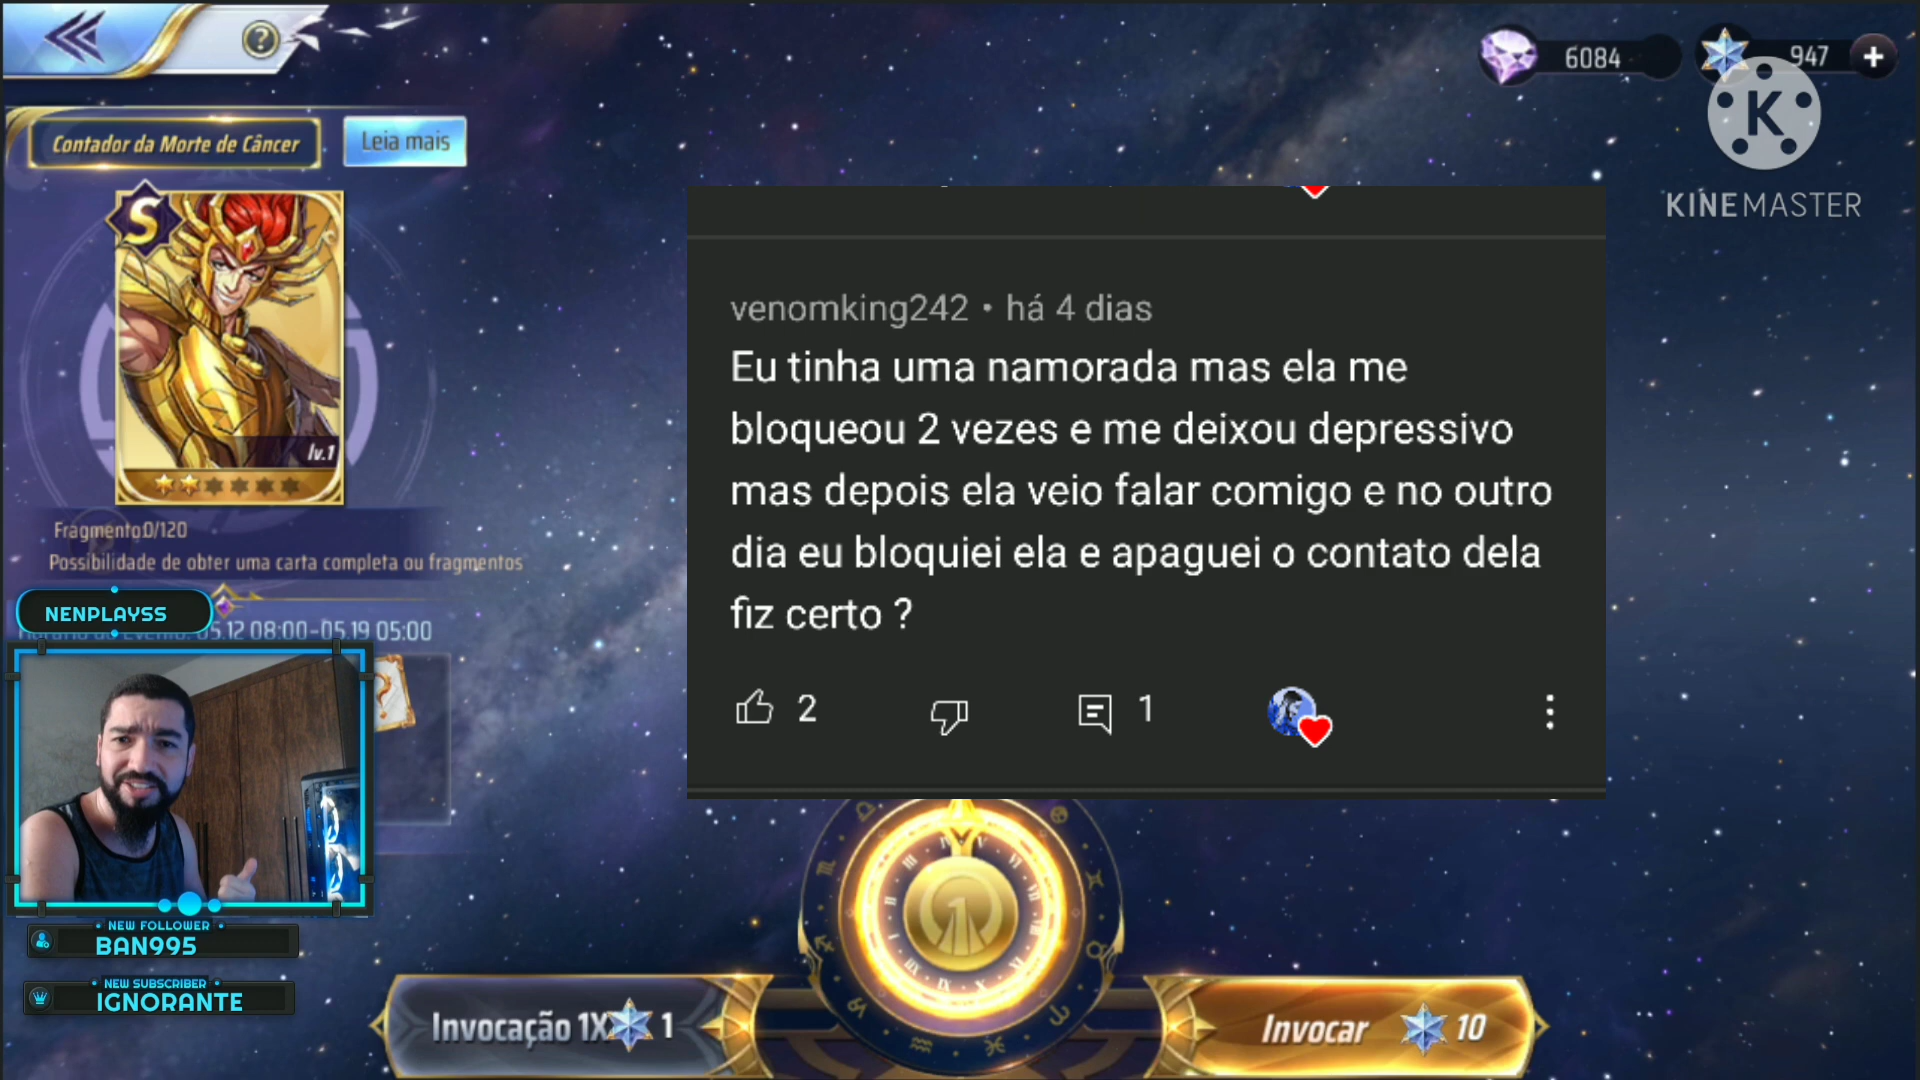 6084
947
K
KINEMASTER
Contador da Morte de Câncer
Leia mais
S
lv.1
Fragmento:0/120
Possibilidade de obter uma carta completa ou fragmentos
05.12 08:00-05.19 05:00
NENPLAYSS
venomking242 • há 4 dias
Eu tinha uma namorada mas ela me
bloqueou 2 vezes e me deixou depressivo
mas depois ela veio falar comigo e no outro
dia eu bloquiei ela e apaguei o contato dela
fiz certo ?
2
1
NEW FOLLOWER
BAN995
NEW SUBSCRIBER
IGNORANTE
Invocação 1X 1
Invocar 10